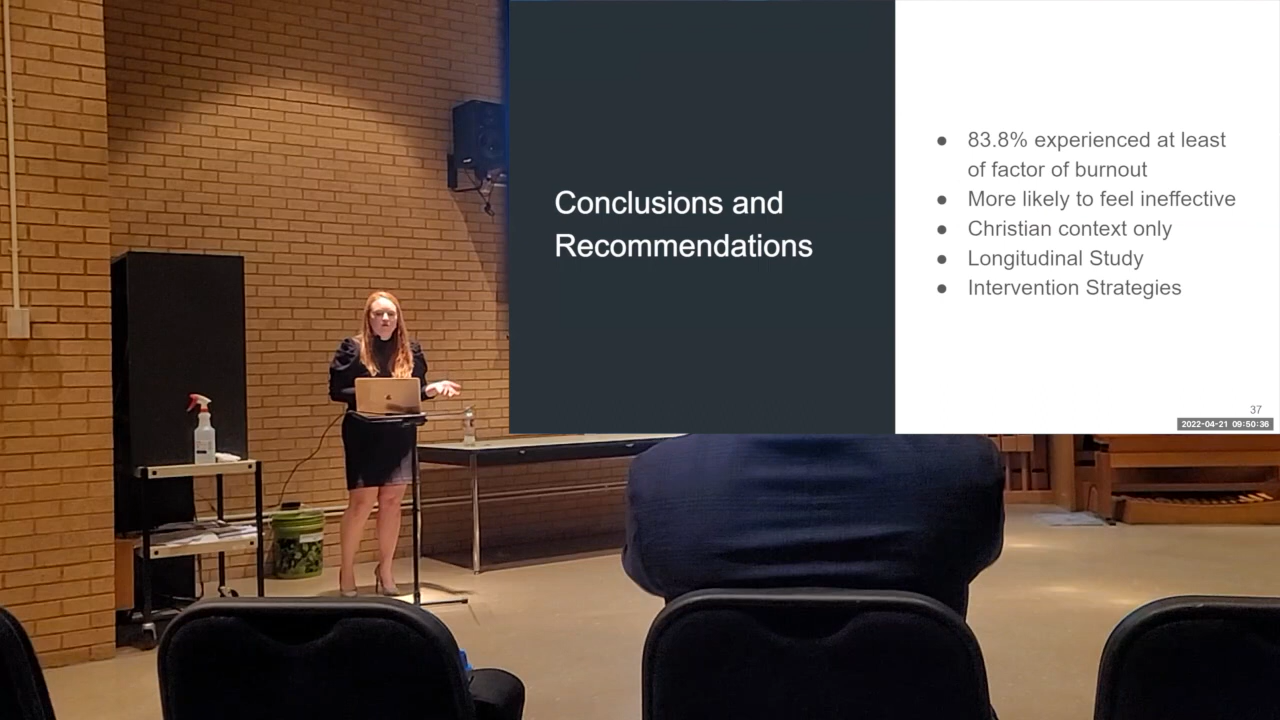 Conclusions and
Recommendations
● 83.8% experienced at least
of factor of burnout
● More likely to feel ineffective
● Christian context only
● Longitudinal Study
● Intervention Strategies
37
2022-04-21 09:50:36